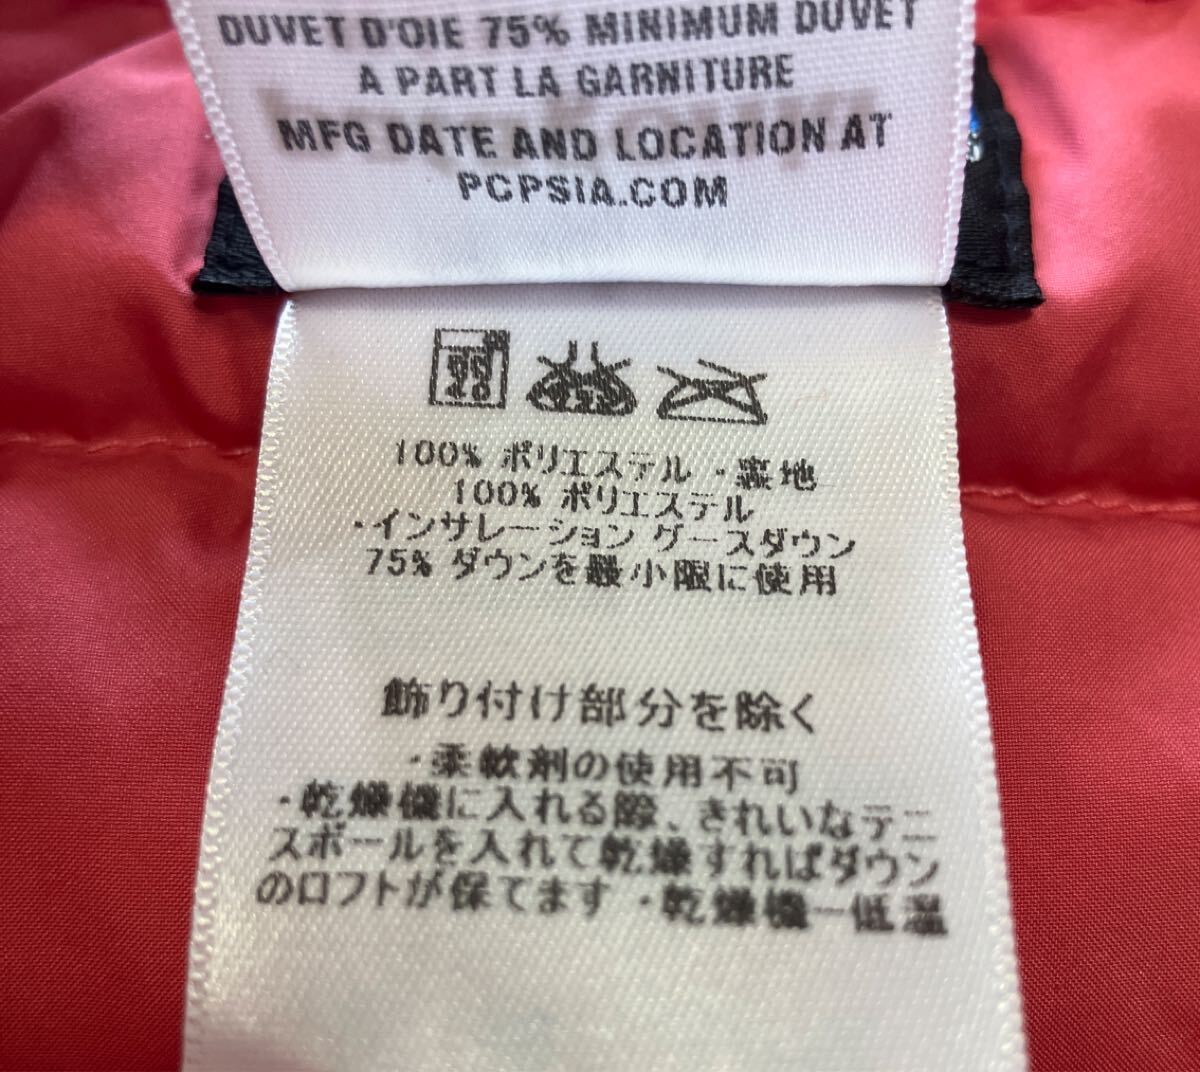 DUVET D'OIE 75% MINIMUM DUVET
A PART LA GARNITURE
MFG DATE AND LOCATION AT
PCPSIA.COM
40
100% ポリエステル ・裏地
100% ポリエステル
・インサレーション グースダウン
75% ダウンを最小限に使用
飾り付け部分を除く
・柔軟剤の使用不可
・乾燥機に入れる際、きれいなテニ
スボールを入れて乾燥すればダウン
のロフトが保てます ・乾燥機ー低温